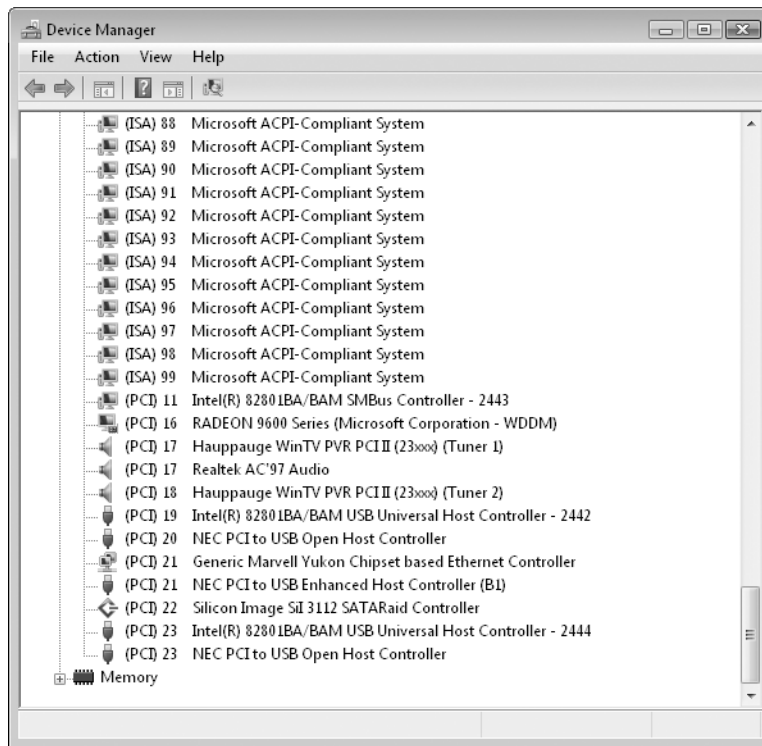 Device Manager
File Action View Help
(ISA) 88 Microsoft ACPI-Compliant System
(ISA) 89 Microsoft ACPI-Compliant System
(ISA) 90 Microsoft ACPI-Compliant System
(ISA) 91 Microsoft ACPI-Compliant System
(ISA) 92 Microsoft ACPI-Compliant System
(ISA) 93 Microsoft ACPI-Compliant System
(ISA) 94 Microsoft ACPI-Compliant System
(ISA) 95 Microsoft ACPI-Compliant System
(ISA) 96 Microsoft ACPI-Compliant System
(ISA) 97 Microsoft ACPI-Compliant System
(ISA) 98 Microsoft ACPI-Compliant System
(ISA) 99 Microsoft ACPI-Compliant System
(PCI) 11 Intel(R) 82801BA/BAM SMBus Controller - 2443
(PCI) 16 RADEON 9600 Series (Microsoft Corporation - WDDM)
(PCI) 17 Hauppauge WinTV PVR PCI II (23xxx) (Tuner 1)
(PCI) 17 Realtek AC'97 Audio
(PCI) 18 Hauppauge WinTV PVR PCI II (23xxx) (Tuner 2)
(PCI) 19 Intel(R) 82801BA/BAM USB Universal Host Controller - 2442
(PCI) 20 NEC PCI to USB Open Host Controller
(PCI) 21 Generic Marvell Yukon Chipset based Ethernet Controller
(PCI) 21 NEC PCI to USB Enhanced Host Controller (B1)
(PCI) 22 Silicon Image SiI 3112 SATARaid Controller
(PCI) 23 Intel(R) 82801BA/BAM USB Universal Host Controller - 2444
(PCI) 23 NEC PCI to USB Open Host Controller
Memory